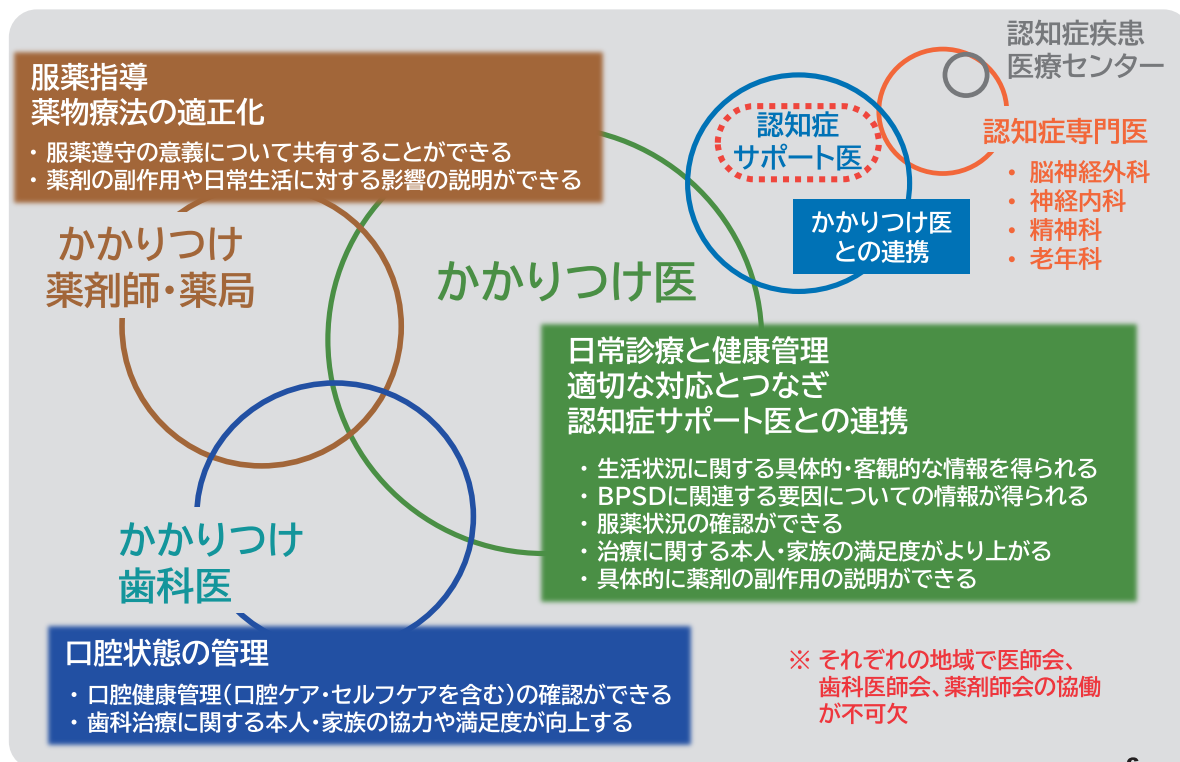 服薬指導
薬物療法の適正化
・ 服薬遵守の意義について共有することができる
・ 薬剤の副作用や日常生活に対する影響の説明ができる
かかりつけ
薬剤師・薬局
かかりつけ医
認知症
サポート医
かかりつけ医
との連携
認知症疾患
医療センター
認知症専門医
・ 脳神経外科
・ 神経内科
・ 精神科
・ 老年科
日常診療と健康管理
適切な対応とつなぎ
認知症サポート医との連携
・ 生活状況に関する具体的・客観的な情報を得られる
・ BPSDに関連する要因についての情報が得られる
・ 服薬状況の確認ができる
・ 治療に関する本人・家族の満足度がより上がる
・ 具体的に薬剤の副作用の説明ができる
かかりつけ
歯科医
口腔状態の管理
・ 口腔健康管理（口腔ケア・セルフケアを含む）の確認ができる
・ 歯科治療に関する本人・家族の協力や満足度が向上する
※ それぞれの地域で医師会、
歯科医師会、薬剤師会の協働
が不可欠